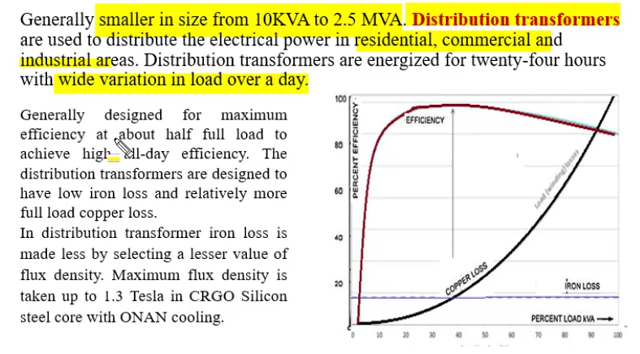 Generally smaller in size from 10KVA to 2.5 MVA. Distribution transformers
are used to distribute the electrical power in residential, commercial and
industrial areas. Distribution transformers are energized for twenty-four hours
with wide variation in load over a day.
Generally designed for maximum
efficiency at about half full load to
achieve high all-day efficiency. The
distribution transformers are designed to
have low iron loss and relatively more
full load copper loss.
In distribution transformer iron loss is
made less by selecting a lesser value of
flux density. Maximum flux density is
taken up to 1.3 Tesla in CRGO Silicon
steel core with ONAN cooling.
PERCENT EFFICIENCY
100
80
60
40
20
0
EFFICIENCY
Load (winding) losses
COPPER LOSS
IRON LOSS
PERCENT LOAD kVA
0 10 20 30 40 50 60 70 80 90 100